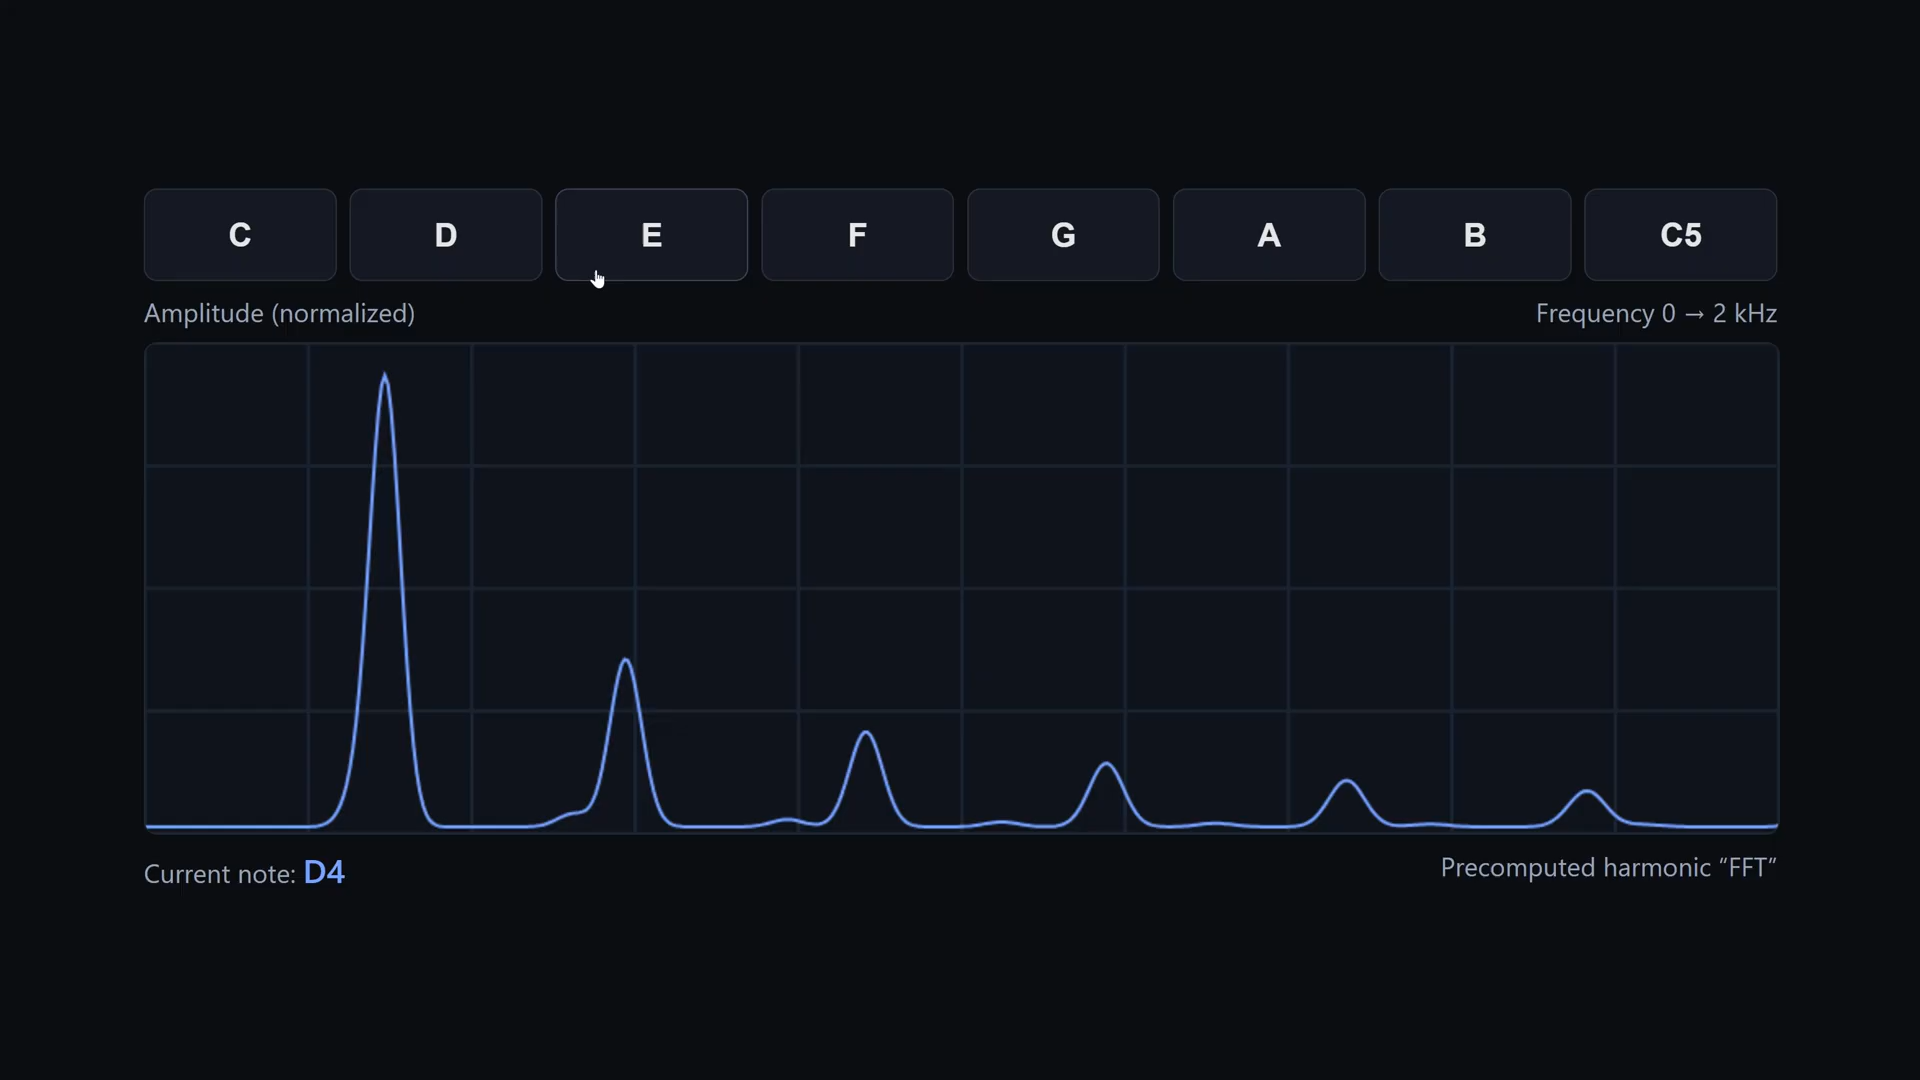 C D E F G A B C5
Amplitude (normalized) Frequency 0 → 2 kHz
Current note: D4 Precomputed harmonic “FFT”